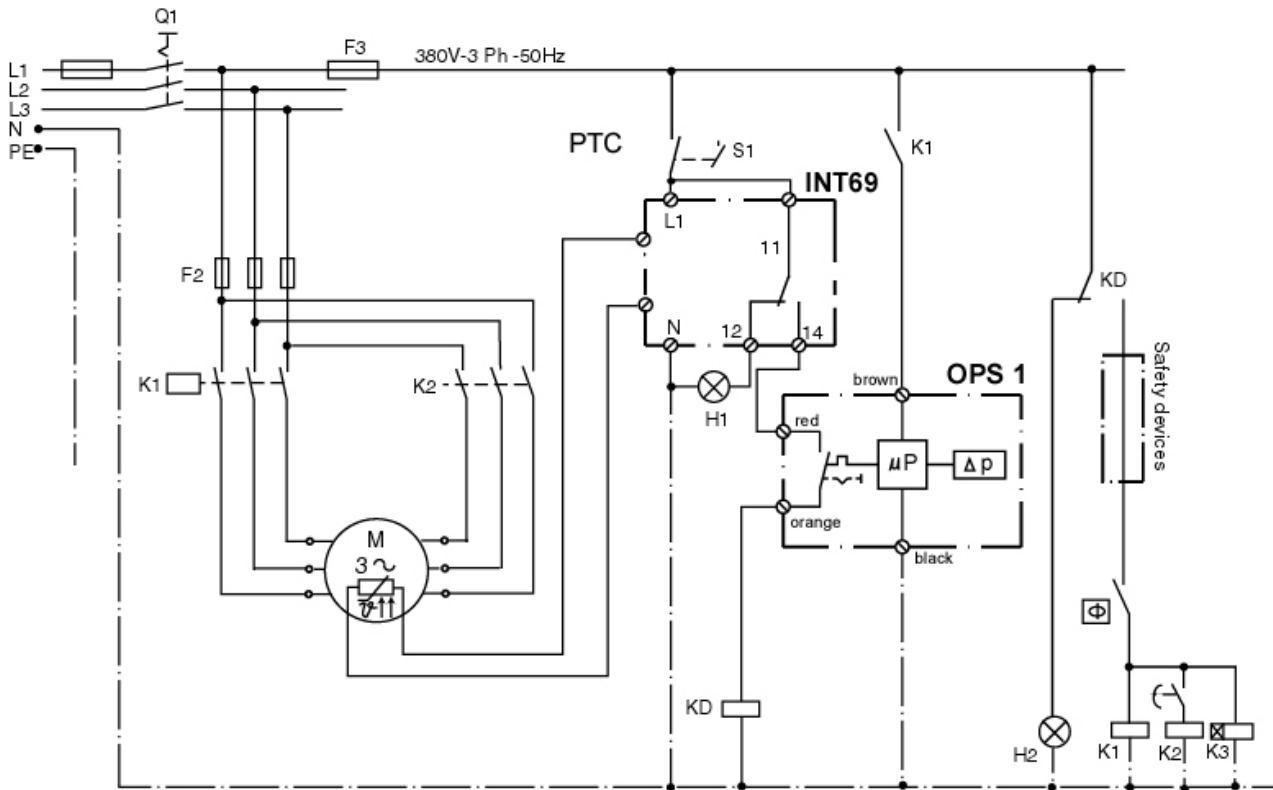 Q1
F3
380V-3 Ph -50Hz
L1
L2
L3
N
PE
PTC
S1
K1
INT69
L1
11
F2
KD
N
12
14
K1
K2
H1
brown
OPS 1
Safety devices
red
μP
Δp
orange
black
M
3 ~
ϑ
Φ
KD
H2
K1
K2
K3